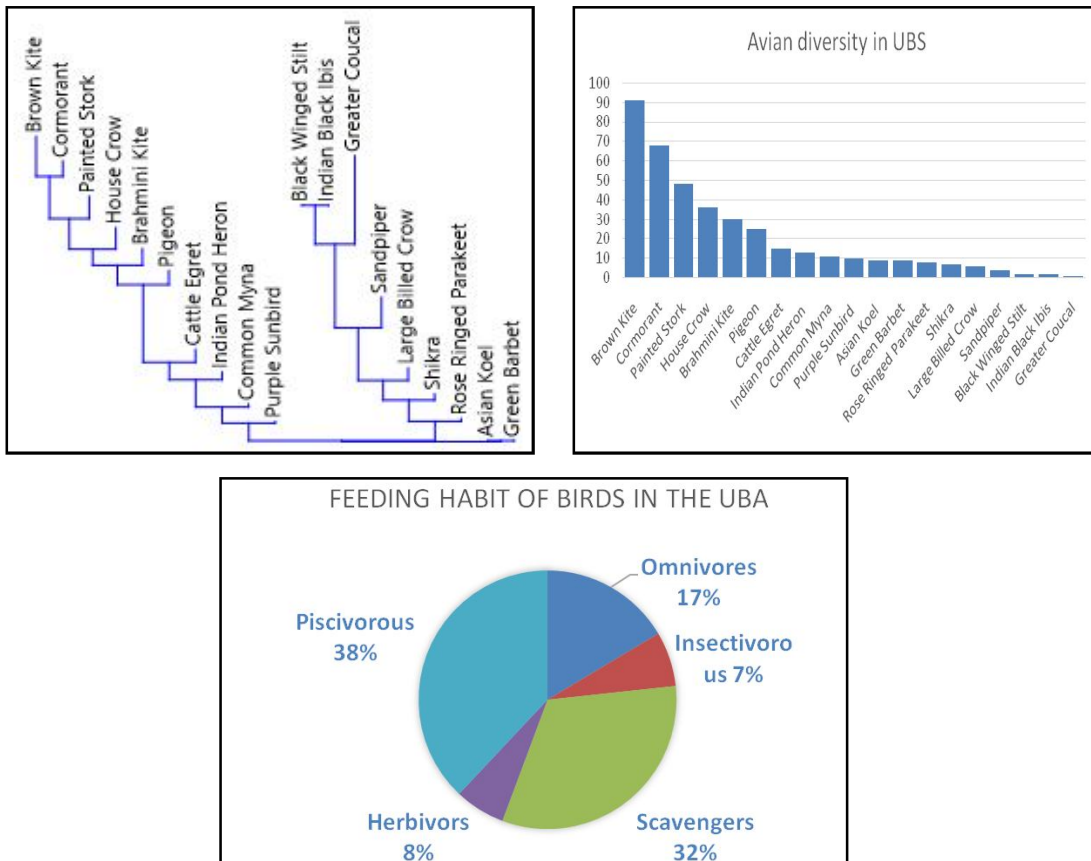 Brown Kite
Cormorant
Painted Stork
House Crow
Brahmini Kite
Pigeon
Cattle Egret
Indian Pond Heron
Common Myna
Purple Sunbird
Black Winged Stilt
Indian Black Ibis
Greater Coucal
Sandpiper
Large Billed Crow
Shikra
Rose Ringed Parakeet
Asian Koel
Green Barbet
Avian diversity in UBS
100
90
80
70
60
50
40
30
20
10
0
Brown Kite
Cormorant
Painted Stork
House Crow
Brahmini Kite
Pigeon
Cattle Egret
Indian Pond Heron
Common Myna
Purple Sunbird
Asian Koel
Green Barbet
Rose Ringed Parakeet
Shikra
Large Billed Crow
Sandpiper
Black Winged Stilt
Indian Black Ibis
Greater Coucal
FEEDING HABIT OF BIRDS IN THE UBA
Omnivores
17%
Insectivoro
us 7%
Scavengers
32%
Herbivors
8%
Piscivorous
38%